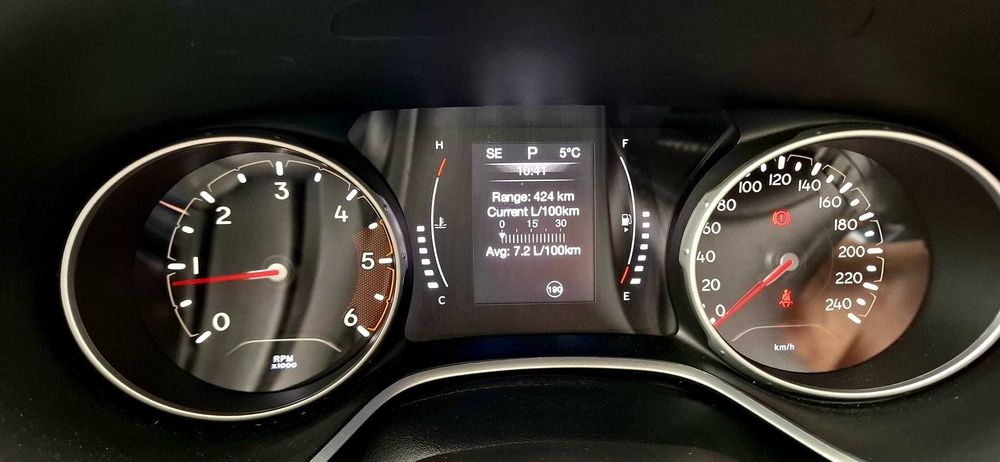 0
1
2
3
4
5
6
RPM
x1000
H
C
SE P 5°C
10:41
Range: 424 km
Current L/100km
0 15 30
Avg: 7.2 L/100km
190
F
E
0
20
40
60
80
100
120
140
160
180
200
220
240
km/h